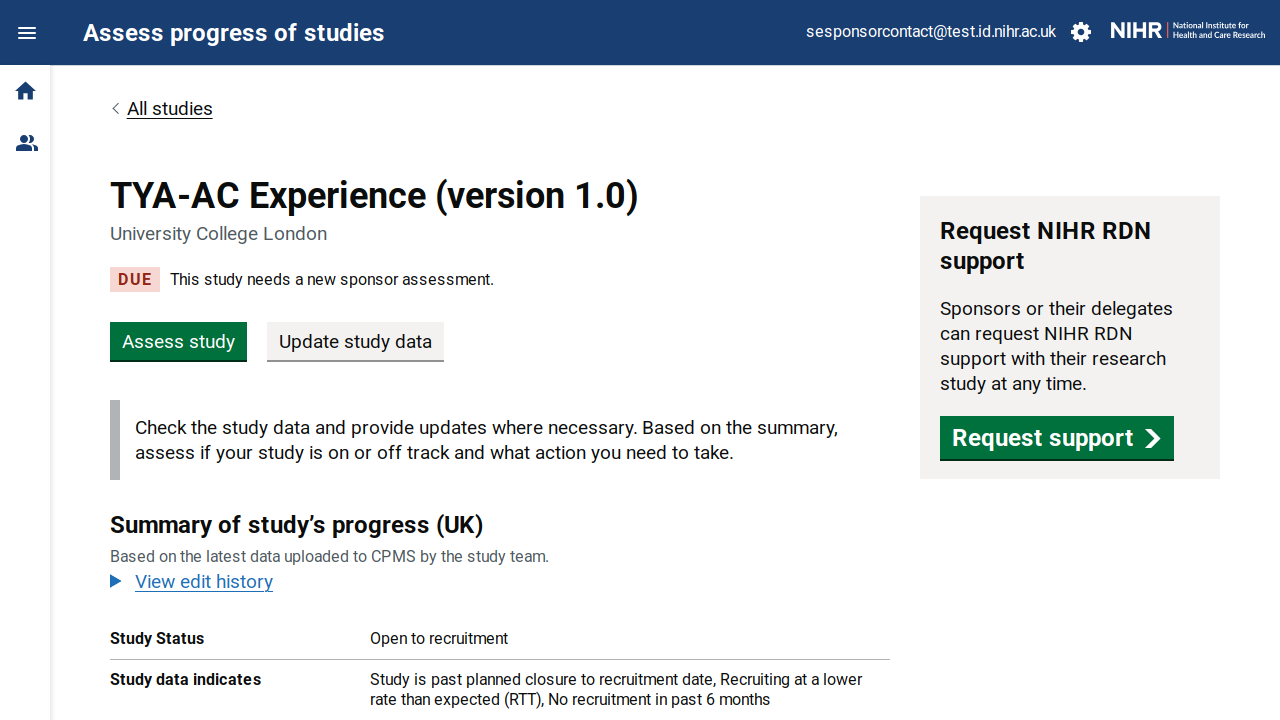 Assess progress of studies
sesponsorcontact@test.id.nihr.ac.uk
NIHR | National Institute for
Health and Care Research
All studies
TYA-AC Experience (version 1.0)
University College London
DUE This study needs a new sponsor assessment.
Assess study
Update study data
Check the study data and provide updates where necessary. Based on the summary,
assess if your study is on or off track and what action you need to take.
Summary of study’s progress (UK)
Based on the latest data uploaded to CPMS by the study team.
View edit history
Study Status Open to recruitment
Study data indicates Study is past planned closure to recruitment date, Recruiting at a lower
rate than expected (RTT), No recruitment in past 6 months
Request NIHR RDN
support
Sponsors or their delegates
can request NIHR RDN
support with their research
study at any time.
Request support